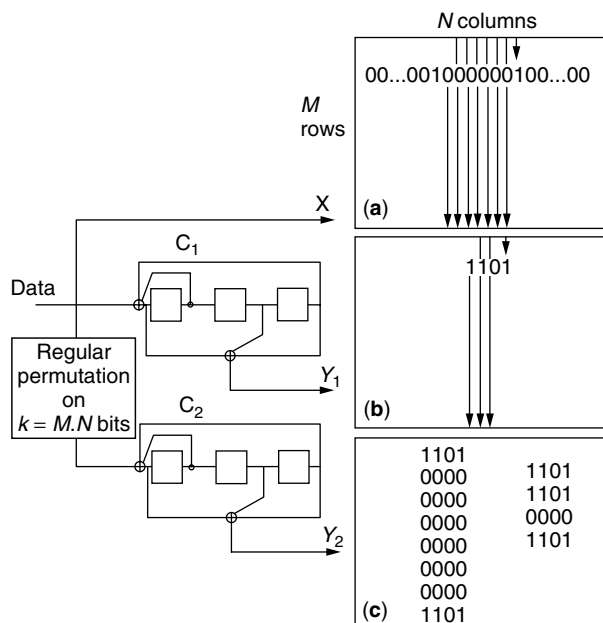 N columns
00...001000000100...00
M
rows
(a)
X
C1
Data
1101
Y1
(b)
Regular
permutation
on
k = M.N bits
C2
1101
0000
0000
0000
0000
0000
0000
1101
1101
1101
0000
1101
Y2
(c)